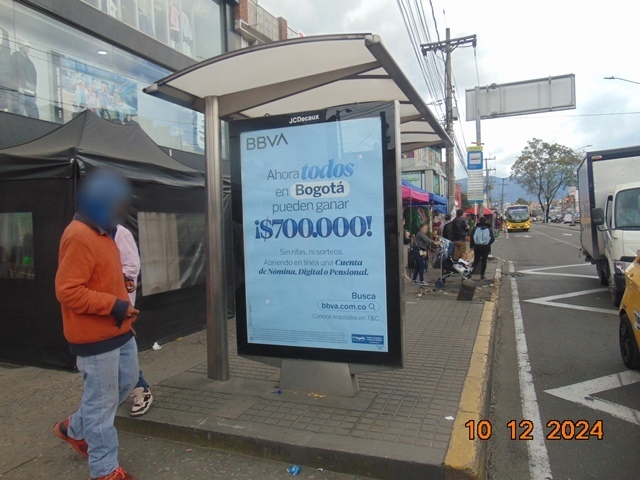 JCDecaux
BBVA
Ahora todos
en Bogotá
pueden ganar
¡$700.000!
Sin rifas, ni sorteos.
Abriendo en línea una Cuenta
de Nómina, Digital o Pensional.
Busca
bbva.com.co
Conoce requisitos en T&C
10 12 2024